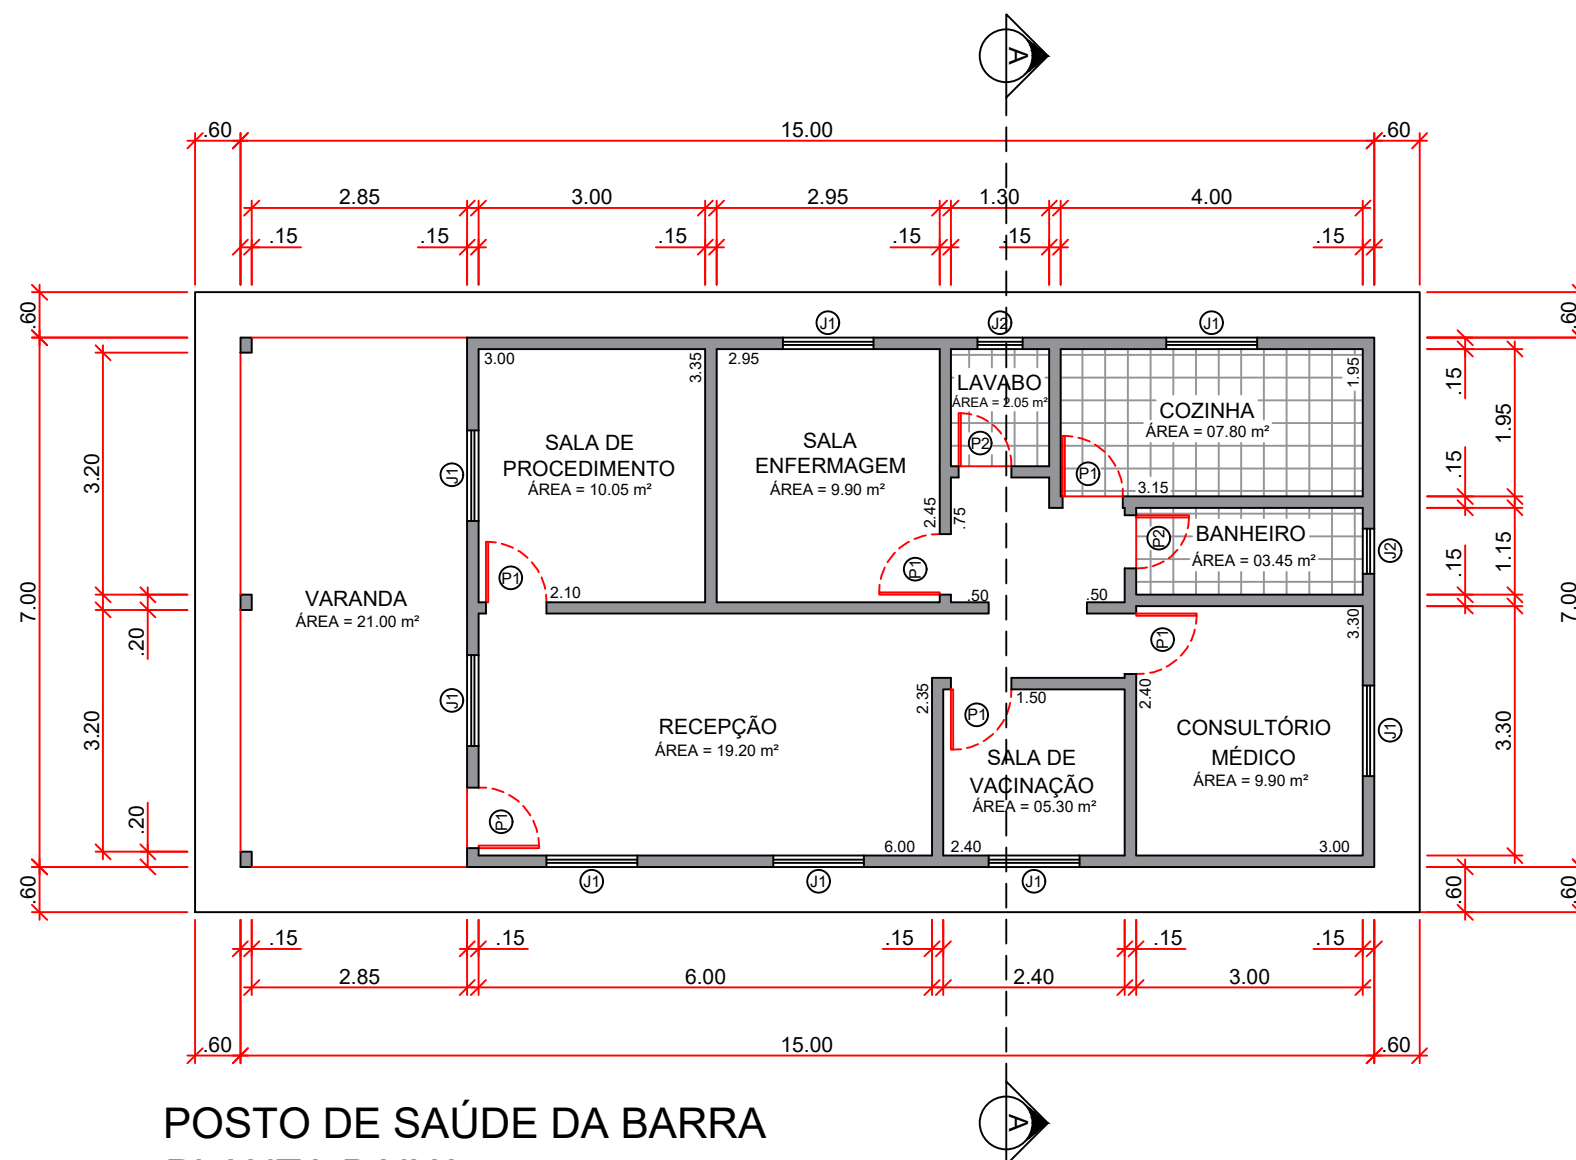 A
.60
15.00
.60
2.85
3.00
2.95
1.30
4.00
.15
.15
.15
.15
.15
.15
.60
.60
J1
J2
J1
3.00
3.35
2.95
1.95
.15
1.95
LAVABO
ÁREA = 2.05 m²
COZINHA
ÁREA = 07.80 m²
SALA DE
PROCEDIMENTO
ÁREA = 10.05 m²
SALA
ENFERMAGEM
ÁREA = 9.90 m²
P2
P1
3.15
J1
3.20
2.45
.75
.15
BANHEIRO
ÁREA = 03.45 m²
P2
J2
1.15
.15
P1
2.10
P1
.50
.50
VARANDA
ÁREA = 21.00 m²
7.00
.20
P1
3.30
7.00
J1
2.35
P1
1.50
2.40
RECEPÇÃO
ÁREA = 19.20 m²
CONSULTÓRIO
MÉDICO
ÁREA = 9.90 m²
J1
3.20
3.30
SALA DE
VACINAÇÃO
ÁREA = 05.30 m²
P1
.20
6.00
2.40
3.00
J1
J1
J1
.60
.60
.60
.15
.15
.15
.15
.15
2.85
6.00
2.40
3.00
.60
15.00
.60
A
POSTO DE SAÚDE DA BARRA